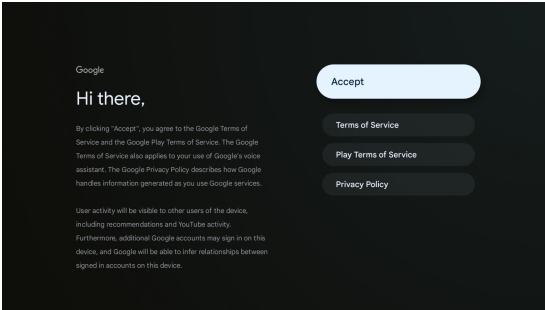 Google
Hi there,
By clicking "Accept", you agree to the Google Terms of
Service and the Google Play Terms of Service. The Google
Terms of Service also applies to your use of Google's voice
assistant. The Google Privacy Policy describes how Google
handles information generated as you use Google services.
User activity will be visible to other users of the device,
including recommendations and YouTube activity.
Furthermore, additional Google accounts may sign in on this
device, and Google will be able to infer relationships between
signed in accounts on this device.
Accept
Terms of Service
Play Terms of Service
Privacy Policy